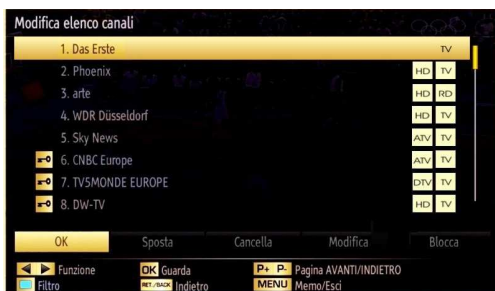 Modifica elenco canali
1. Das Erste TV
2. Phoenix HD TV
3. arte HD RD
4. WDR Düsseldorf HD TV
5. Sky News ATV TV
6. CNBC Europe ATV TV
7. TV5MONDE EUROPE DTV TV
8. DW-TV HD TV
OK Sposta Cancella Modifica Blocca
Funzione OK Guarda P+ P- Pagina AVANTI/INDIETRO
Filtro RET./BACK Indietro MENU Memo/Esci